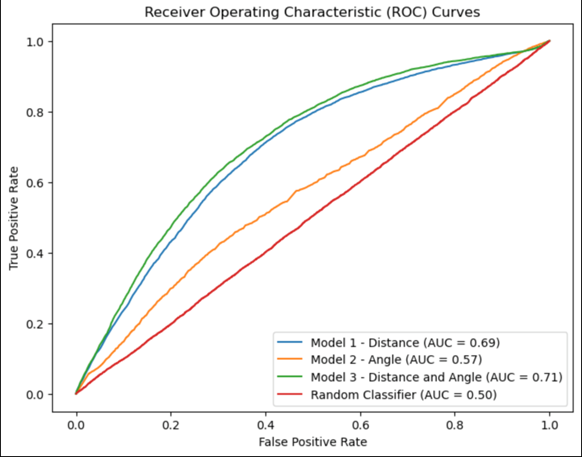 Receiver Operating Characteristic (ROC) Curves
1.0
0.8
0.6
0.4
0.2
0.0
True Positive Rate
Model 1 - Distance (AUC = 0.69)
Model 2 - Angle (AUC = 0.57)
Model 3 - Distance and Angle (AUC = 0.71)
Random Classifier (AUC = 0.50)
0.0 0.2 0.4 0.6 0.8 1.0
False Positive Rate